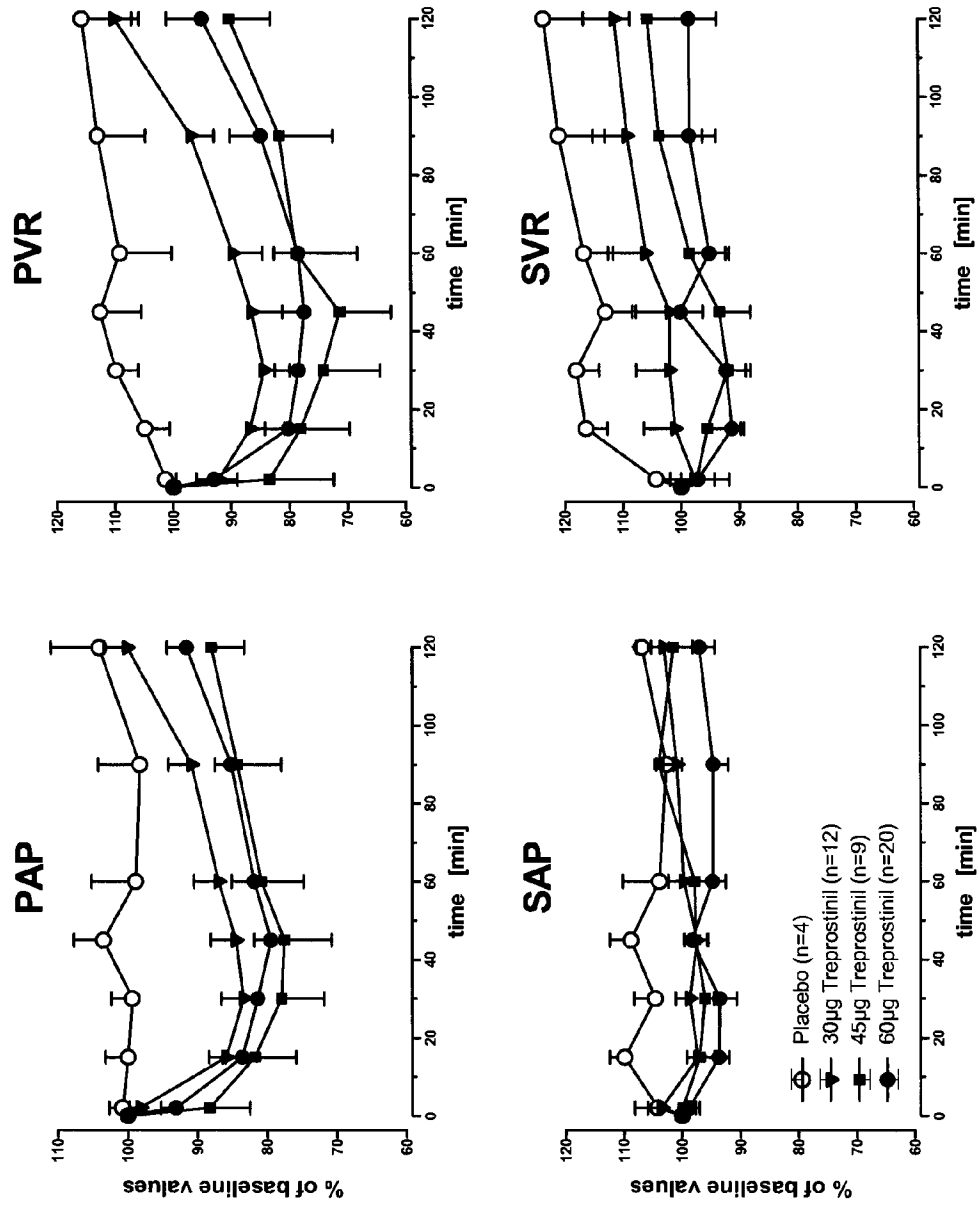 PAP
110
100
90
80
70
60
% of baseline values
0 20 40 60 80 100 120
time [min]
PVR
120
110
100
90
80
70
60
0 20 40 60 80 100 120
time [min]
SAP
120
110
100
90
80
70
60
% of baseline values
Placebo (n=4)
30µg Treprostinil (n=12)
45µg Treprostinil (n=9)
60µg Treprostinil (n=20)
0 20 40 60 80 100 120
time [min]
SVR
120
110
100
90
80
70
60
0 20 40 60 80 100 120
time [min]